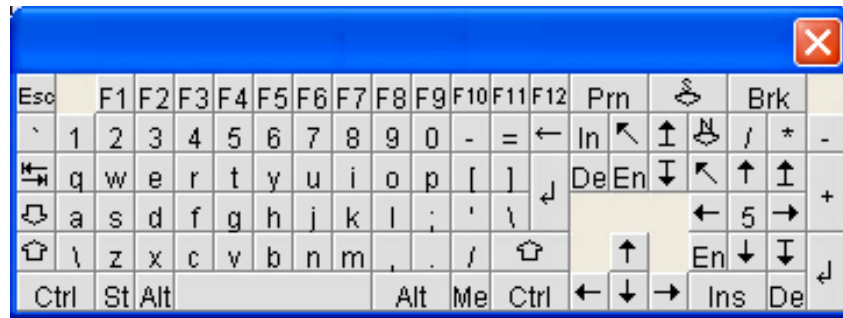 Esc F1 F2 F3 F4 F5 F6 F7 F8 F9 F10 F11 F12 Prn S Brk
` 1 2 3 4 5 6 7 8 9 0 - = ← In ↖ ↥ N / * -
↹ q w e r t y u i o p [ ] ↲ De En ↧ ↖ ↑ ↥ +
⇩ a s d f g h j k l ; ' \ ← 5 →
⇧ \ z x c v b n m , . / ⇧ ↑ En ↓ ↧ ↲
Ctrl St Alt Alt Me Ctrl ← ↓ → Ins De